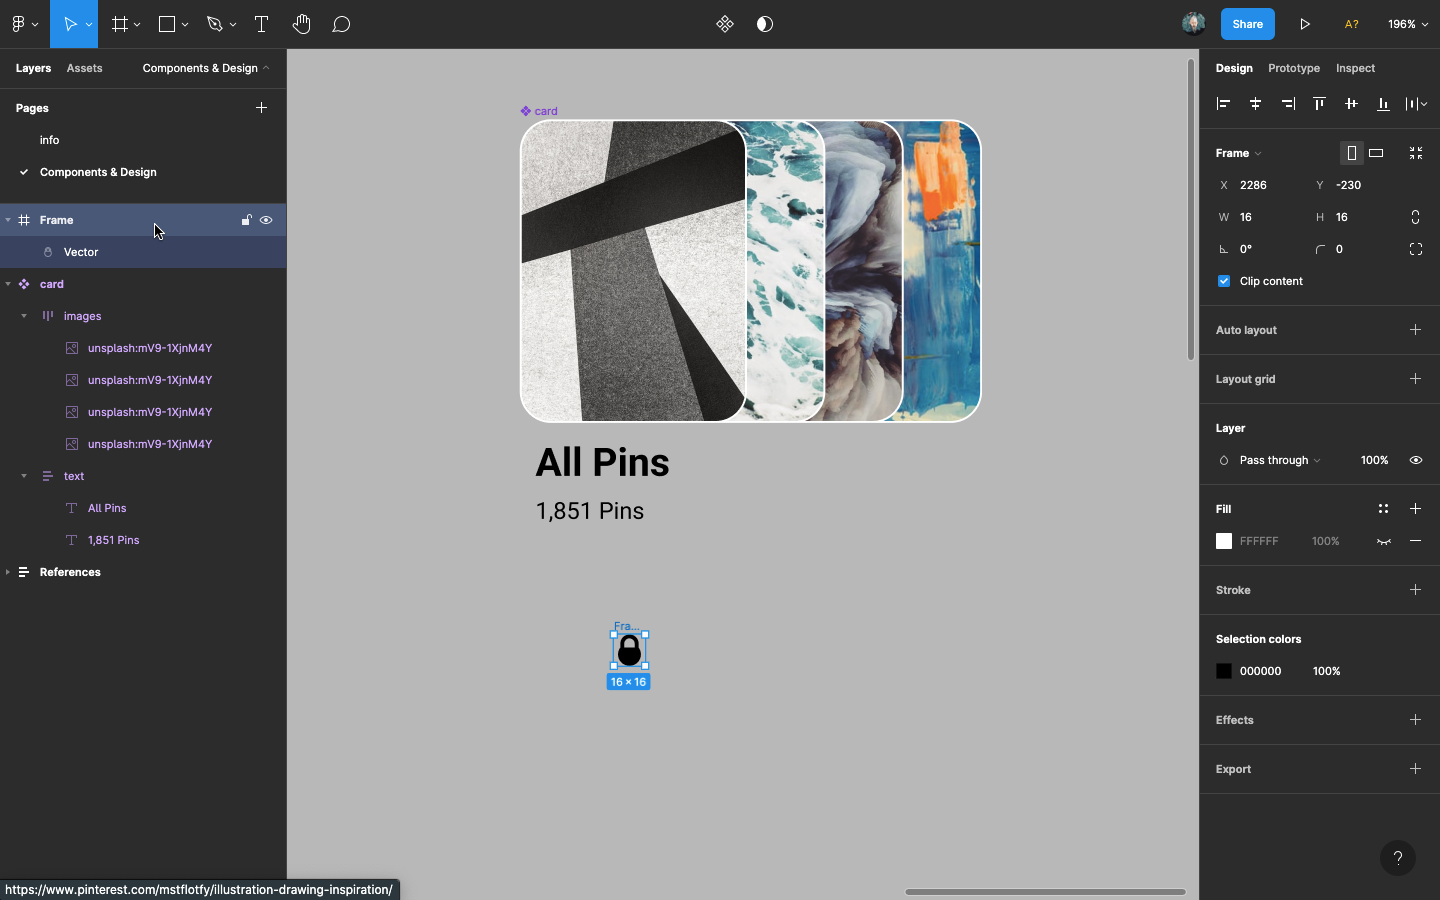 Share
A?
196%
Layers
Assets
Components & Design
Pages
info
Components & Design
Frame
Vector
card
images
unsplash:mV9-1XjnM4Y
unsplash:mV9-1XjnM4Y
unsplash:mV9-1XjnM4Y
unsplash:mV9-1XjnM4Y
text
All Pins
1,851 Pins
References
https://www.pinterest.com/mstflotfy/illustration-drawing-inspiration/
card
All Pins
1,851 Pins
Fra...
16 × 16
Design
Prototype
Inspect
Frame
X 2286
Y -230
W 16
H 16
0°
0
Clip content
Auto layout
Layout grid
Layer
Pass through
100%
Fill
FFFFFF
100%
Stroke
Selection colors
000000
100%
Effects
Export
?